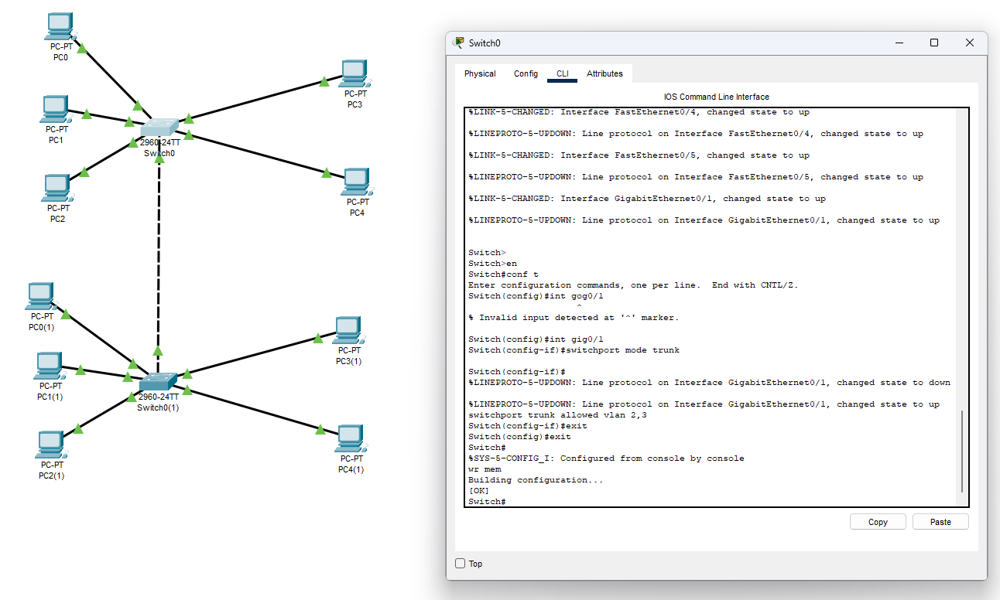 PC-PT
PC0
PC-PT
PC1
PC-PT
PC2
PC-PT
PC3
PC-PT
PC4
2960-24TT
Switch0
PC-PT
PC0(1)
PC-PT
PC1(1)
PC-PT
PC2(1)
PC-PT
PC3(1)
PC-PT
PC4(1)
2960-24TT
Switch0(1)
Switch0
Physical Config CLI Attributes
IOS Command Line Interface
%LINK-5-CHANGED: Interface FastEthernet0/4, changed state to up
%LINEPROTO-5-UPDOWN: Line protocol on Interface FastEthernet0/4, changed state to up
%LINK-5-CHANGED: Interface FastEthernet0/5, changed state to up
%LINEPROTO-5-UPDOWN: Line protocol on Interface FastEthernet0/5, changed state to up
%LINK-5-CHANGED: Interface GigabitEthernet0/1, changed state to up
%LINEPROTO-5-UPDOWN: Line protocol on Interface GigabitEthernet0/1, changed state to up
Switch>
Switch>en
Switch#conf t
Enter configuration commands, one per line.  End with CNTL/Z.
Switch(config)#int gog0/1
^
% Invalid input detected at '^' marker.
Switch(config)#int gig0/1
Switch(config-if)#switchport mode trunk
Switch(config-if)#
%LINEPROTO-5-UPDOWN: Line protocol on Interface GigabitEthernet0/1, changed state to down
%LINEPROTO-5-UPDOWN: Line protocol on Interface GigabitEthernet0/1, changed state to up
switchport trunk allowed vlan 2,3
Switch(config-if)#exit
Switch(config)#exit
Switch#
%SYS-5-CONFIG_I: Configured from console by console
wr mem
Building configuration...
[OK]
Switch#
Copy Paste
Top